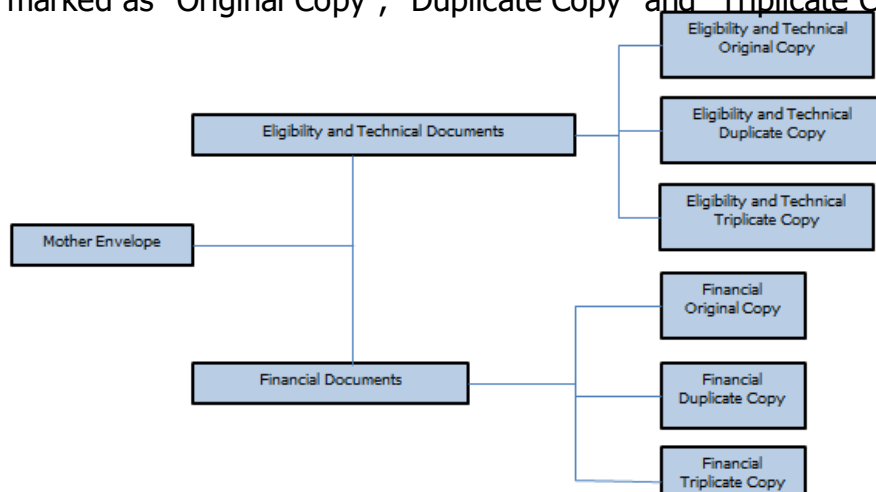 marked as "Original Copy", "Duplicate Copy" and "Triplicate C
Eligibility and Technical
Original Copy
Eligibility and Technical
Duplicate Copy
Eligibility and Technical Documents
Eligibility and Technical
Triplicate Copy
Mother Envelope
Financial
Original Copy
Financial Documents
Financial
Duplicate Copy
Financial
Triplicate Copy